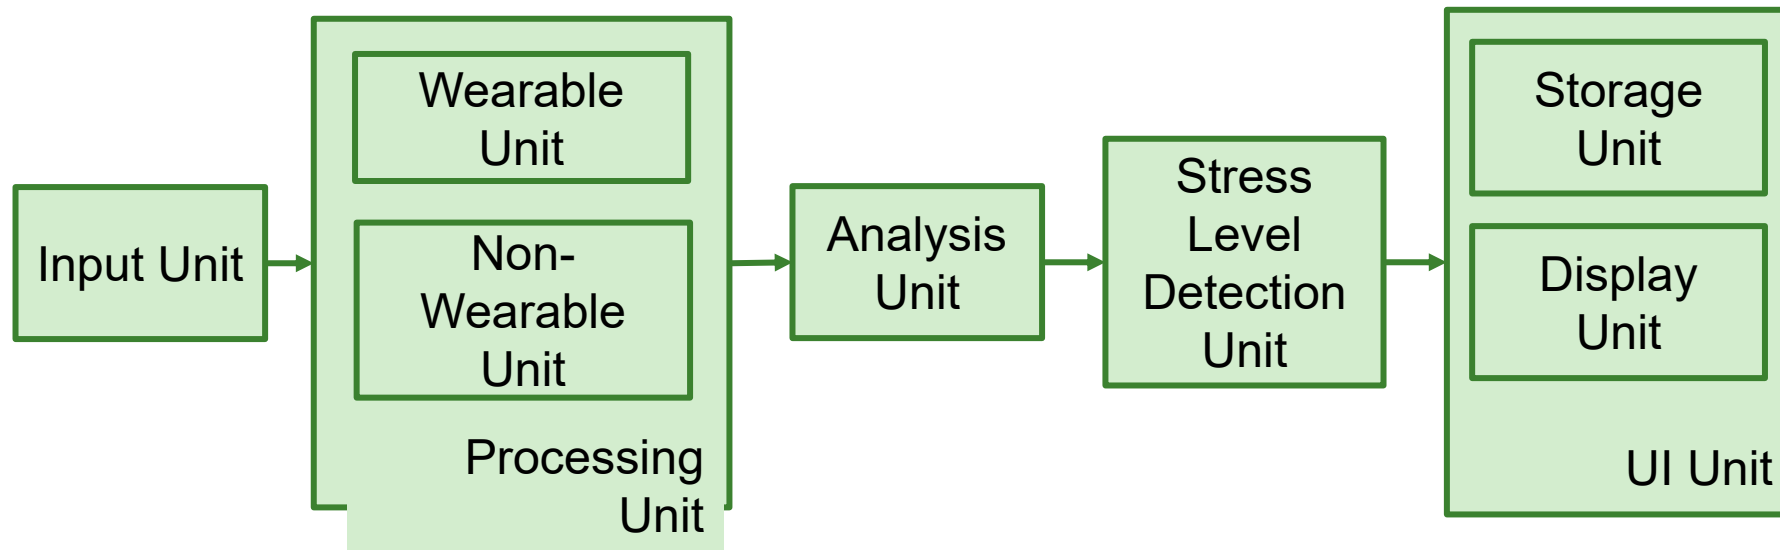 Input Unit
Wearable
Unit
Non-
Wearable
Unit
Processing
Unit
Analysis
Unit
Stress
Level
Detection
Unit
Storage
Unit
Display
Unit
UI Unit